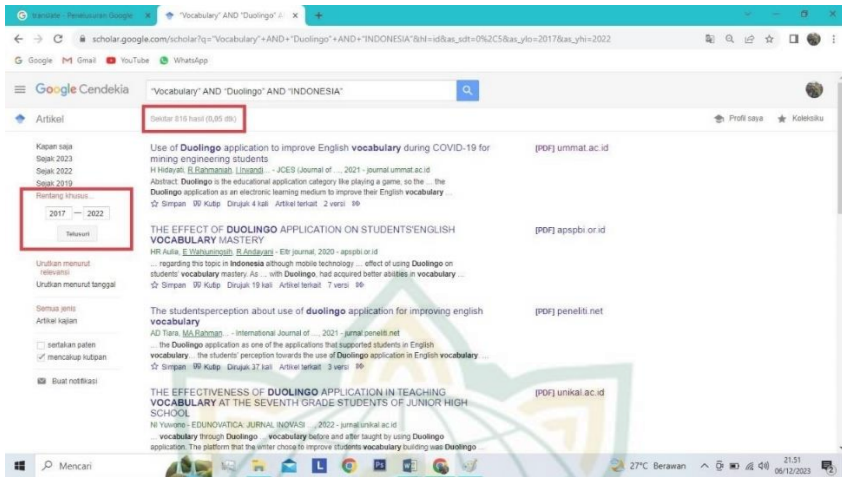 translate - Penelusuran Google
"Vocabulary" AND "Duolingo" A
scholar.google.com/scholar?q="Vocabulary"+AND+"Duolingo"+AND+"INDONESIA"&hl=id&as_sdt=0%2C5&as_ylo=2017&as_yhi=2022
Google Gmail YouTube WhatsApp
Google Cendekia
"Vocabulary" AND "Duolingo" AND "INDONESIA"
Artikel
Sekitar 816 hasil (0,05 dtk)
Profil saya Koleksiku
Kapan saja
Sejak 2023
Sejak 2022
Sejak 2019
Rentang khusus...
2017 — 2022
Telusuri
Urutkan menurut
relevansi
Urutkan menurut tanggal
Semua jenis
Artikel kajian
sertakan paten
mencakup kutipan
Buat notifikasi
Use of Duolingo application to improve English vocabulary during COVID-19 for
mining engineering students
H Hidayati, R Rahmaniah, I Irwandi... - JCES (Journal of ..., 2021 - journal.ummat.ac.id
Abstract: Duolingo is the educational application category like playing a game, so the ... the
Duolingo application as an electronic learning medium to improve their English vocabulary ...
Simpan Kutip Dirujuk 4 kali Artikel terkait 2 versi
[PDF] ummat.ac.id
THE EFFECT OF DUOLINGO APPLICATION ON STUDENTS'ENGLISH
VOCABULARY MASTERY
HR Aulia, E Wahjuningsih, R Andayani - Eltr journal, 2020 - apspbi.or.id
... regarding this topic in Indonesia although mobile technology ... effect of using Duolingo on
students' vocabulary mastery. As ... with Duolingo, had acquired better abilities in vocabulary ...
Simpan Kutip Dirujuk 19 kali Artikel terkait 7 versi
[PDF] apspbi.or.id
The studentsperception about use of duolingo application for improving english
vocabulary
AD Tiara, MA Rahman... - International Journal of ..., 2021 - journal.peneliti.net
... the Duolingo application as one of the applications that supported students in English
vocabulary... the students' perception towards the use of Duolingo application in English vocabulary ...
Simpan Kutip Dirujuk 37 kali Artikel terkait 3 versi
[PDF] peneliti.net
THE EFFECTIVENESS OF DUOLINGO APPLICATION IN TEACHING
VOCABULARY AT THE SEVENTH GRADE STUDENTS OF JUNIOR HIGH
SCHOOL
NI Yuwono - EDUNOVATICA: JURNAL INOVASI ..., 2022 - jurnal.unikal.ac.id
... vocabulary through Duolingo ... vocabulary before and after taught by using Duolingo
application. The platform that the writer chose to improve students vocabulary building was Duolingo ...
[PDF] unikal.ac.id
Mencari
27°C Berawan
21.51
06/12/2023